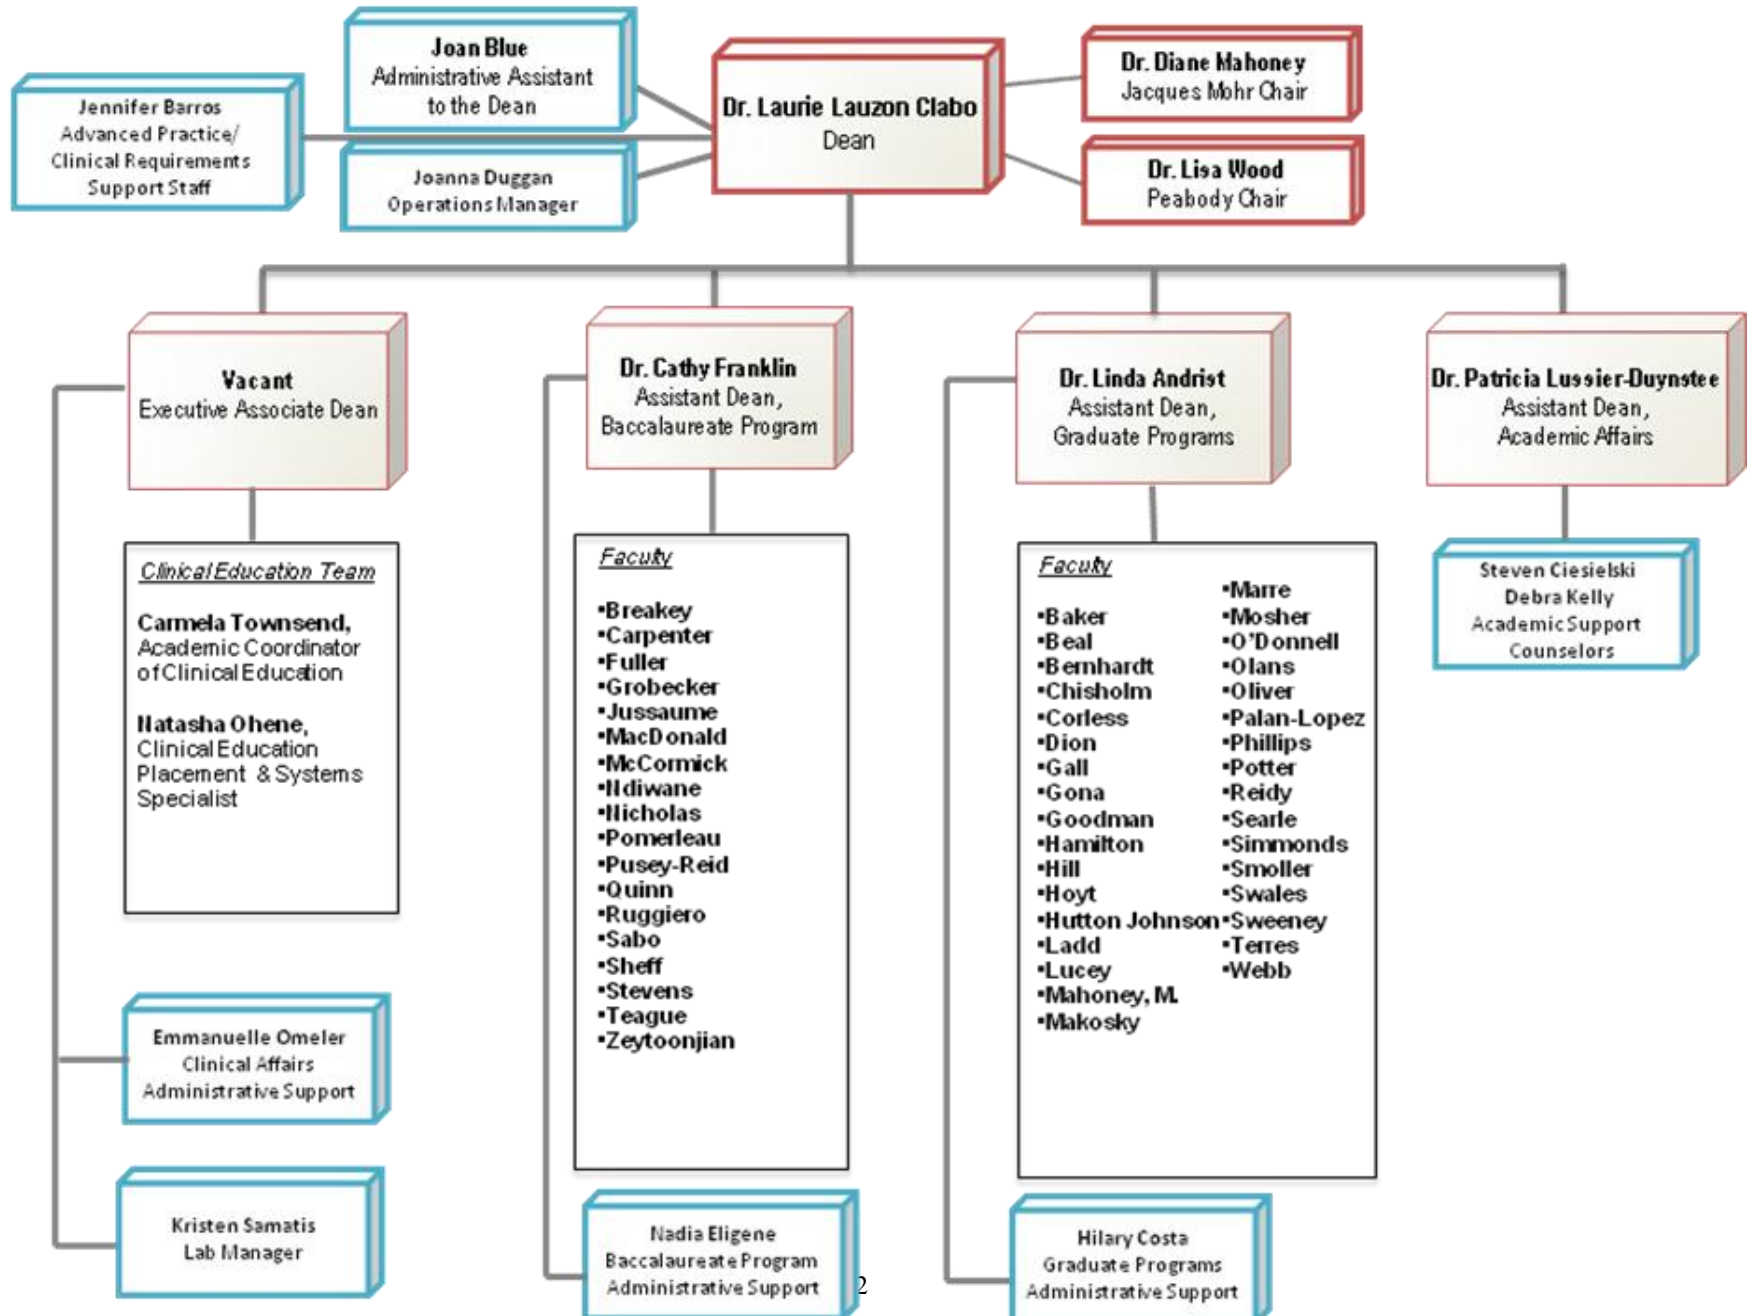 Joan Blue
Administrative Assistant
to the Dean
Jennifer Barros
Advanced Practice/
Clinical Requirements
Support Staff
Joanna Duggan
Operations Manager
Dr. Laurie Lauzon Clabo
Dean
Dr. Diane Mahoney
Jacques Mohr Chair
Dr. Lisa Wood
Peabody Chair
Vacant
Executive Associate Dean
Dr. Cathy Franklin
Assistant Dean,
Baccalaureate Program
Dr. Linda Andrist
Assistant Dean,
Graduate Programs
Dr. Patricia Lussier-Duynstee
Assistant Dean,
Academic Affairs
Clinical Education Team
Carmela Townsend,
Academic Coordinator
of Clinical Education
Natasha Ohene,
Clinical Education
Placement & Systems
Specialist
Faculty
▪Breakey
▪Carpenter
▪Fuller
▪Grobecker
▪Jussaume
▪MacDonald
▪McCormick
▪Ndiwane
▪Nicholas
▪Pomerleau
▪Pusey-Reid
▪Quinn
▪Ruggiero
▪Sabo
▪Sheff
▪Stevens
▪Teague
▪Zeytoonjian
Faculty
▪Baker
▪Beal
▪Bernhardt
▪Chisholm
▪Corless
▪Dion
▪Gall
▪Gona
▪Goodman
▪Hamilton
▪Hill
▪Hoyt
▪Hutton Johnson
▪Ladd
▪Lucey
▪Mahoney, M.
▪Makosky
▪Marre
▪Mosher
▪O'Donnell
▪Olans
▪Oliver
▪Palan-Lopez
▪Phillips
▪Potter
▪Reidy
▪Searle
▪Simmonds
▪Smoller
▪Swales
▪Sweeney
▪Terres
▪Webb
Steven Ciesielski
Debra Kelly
Academic Support
Counselors
Emmanuelle Omeler
Clinical Affairs
Administrative Support
Kristen Samatis
Lab Manager
Nadia Eligene
Baccalaureate Program
Administrative Support
2
Hilary Costa
Graduate Programs
Administrative Support